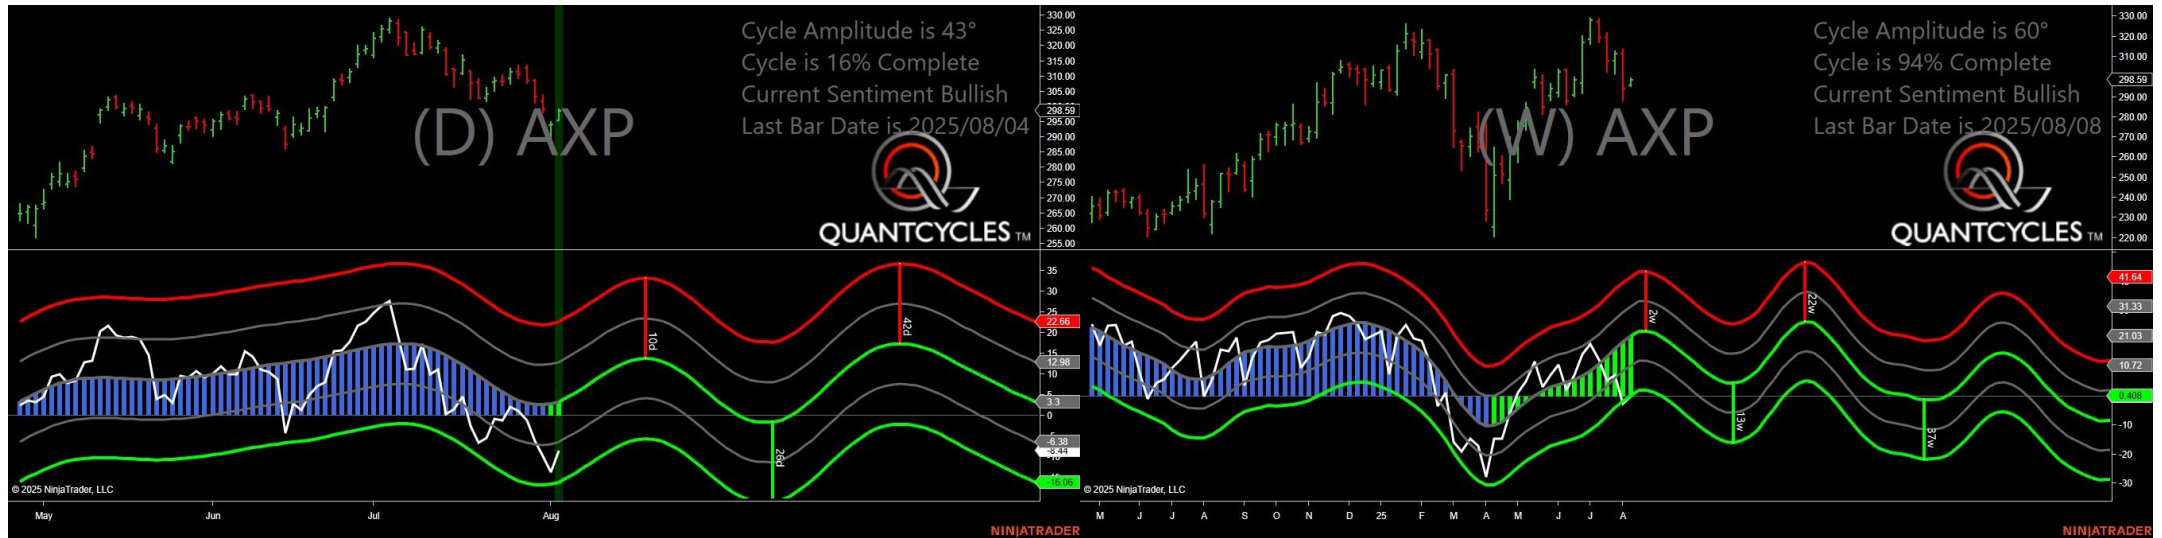 Cycle Amplitude is 43°
Cycle is 16% Complete
Current Sentiment Bullish
Last Bar Date is 2025/08/04
(D) AXP
QUANTCYCLES TM
330.00
325.00
320.00
315.00
310.00
305.00
298.59
295.00
290.00
285.00
280.00
275.00
270.00
265.00
260.00
255.00
35
30
22.66
20
15
12.98
10
5
3.3
0
-6.38
-8.44
-16.06
10d
26d
42d
© 2025 NinjaTrader, LLC
May Jun Jul Aug
NINJATRADER
Cycle Amplitude is 60°
Cycle is 94% Complete
Current Sentiment Bullish
Last Bar Date is 2025/08/08
(W) AXP
QUANTCYCLES TM
330.00
320.00
310.00
298.59
290.00
280.00
270.00
260.00
250.00
240.00
230.00
220.00
41.64
31.33
21.03
10.72
0.408
-10
-20
-30
2w
13w
22w
37w
© 2025 NinjaTrader, LLC
M J J A S O N D 25 F M A M J J A
NINJATRADER